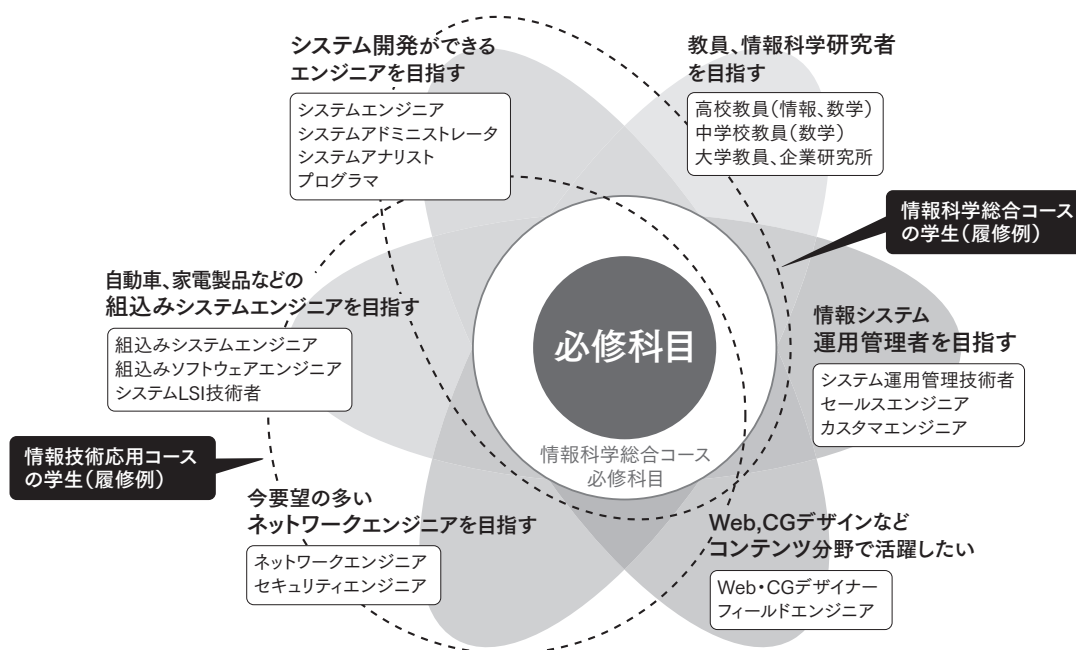 システム開発ができる
エンジニアを目指す
システムエンジニア
システムアドミニストレータ
システムアナリスト
プログラマ
教員、情報科学研究者
を目指す
高校教員(情報、数学)
中学校教員(数学)
大学教員、企業研究所
情報科学総合コース
の学生(履修例)
自動車、家電製品などの
組込みシステムエンジニアを目指す
組込みシステムエンジニア
組込みソフトウェアエンジニア
システムLSI技術者
必修科目
情報科学総合コース
必修科目
情報システム
運用管理者を目指す
システム運用管理技術者
セールスエンジニア
カスタマエンジニア
情報技術応用コース
の学生(履修例)
今要望の多い
ネットワークエンジニアを目指す
ネットワークエンジニア
セキュリティエンジニア
Web,CGデザインなど
コンテンツ分野で活躍したい
Web・CGデザイナー
フィールドエンジニア